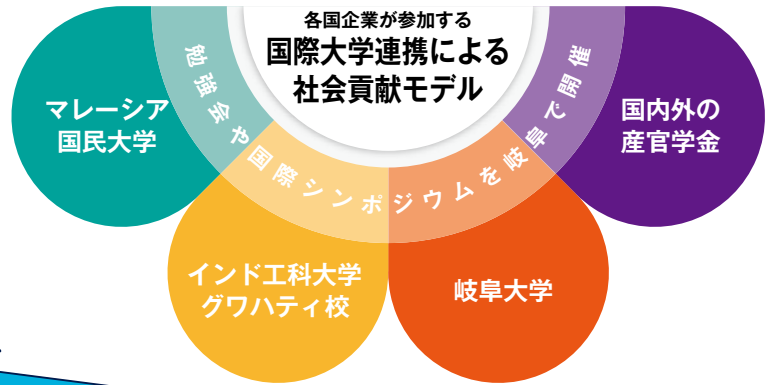 各国企業が参加する
国際大学連携による
社会貢献モデル
勉強会や国際シンポジウムを岐阜で開催
マレーシア
国民大学
インド工科大学
グワハティ校
岐阜大学
国内外の
産官学金